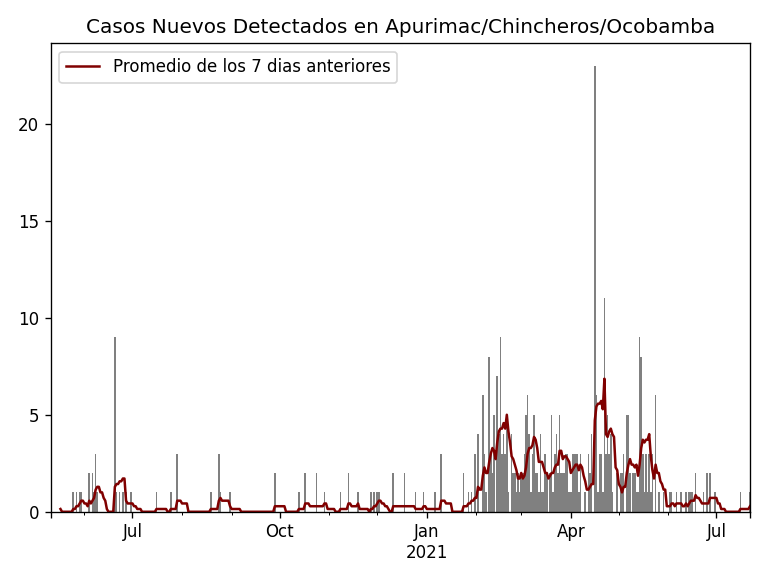 Casos Nuevos Detectados en Apurimac/Chincheros/Ocobamba
Promedio de los 7 dias anteriores
20
15
10
5
0
Jul
Oct
Jan
Apr
Jul
2021